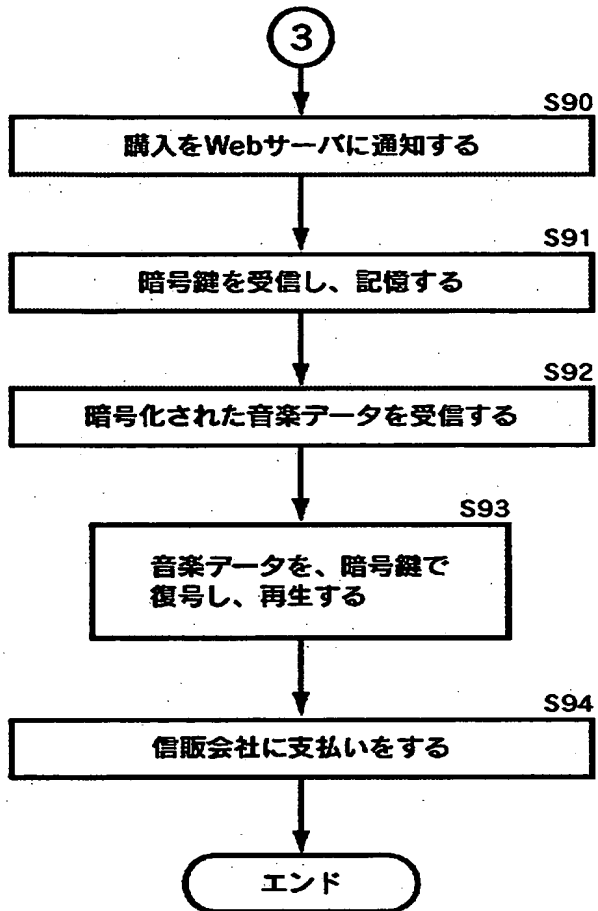 3
S90
購入をWebサーバに通知する
S91
暗号鍵を受信し、記憶する
S92
暗号化された音楽データを受信する
S93
音楽データを、暗号鍵で
復号し、再生する
S94
信販会社に支払いをする
エンド